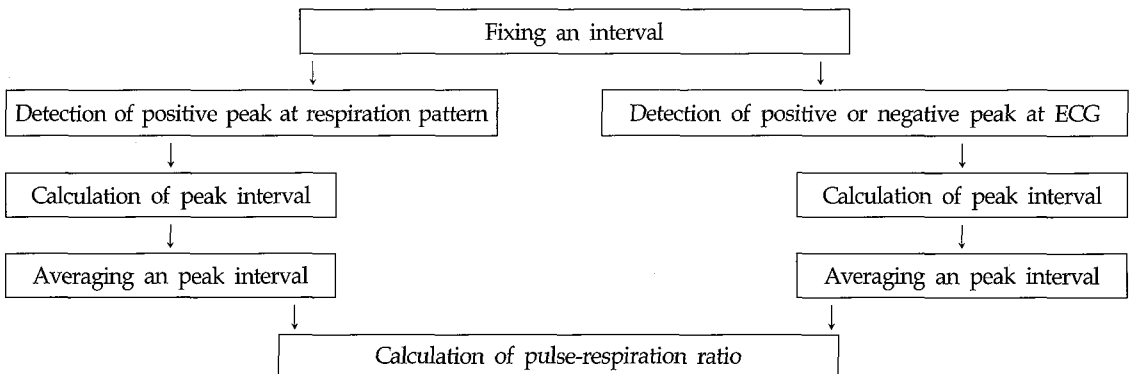 Fixing an interval
Detection of positive peak at respiration pattern
Detection of positive or negative peak at ECG
Calculation of peak interval
Calculation of peak interval
Averaging an peak interval
Averaging an peak interval
Calculation of pulse-respiration ratio